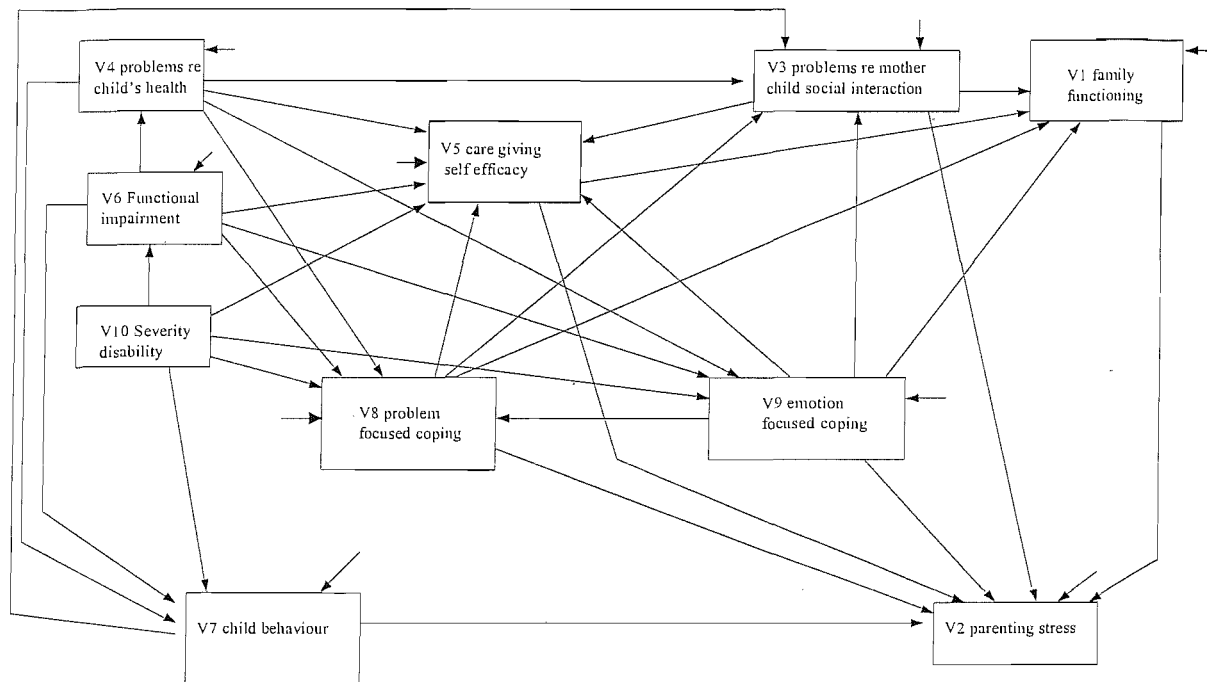 V4 problems re
child's health
V3 problems re mother
child social interaction
V1 family
functioning
V5 care giving
self efficacy
V6 Functional
impairment
V10 Severity
disability
V8 problem
focused coping
V9 emotion
focused coping
V7 child behaviour
V2 parenting stress